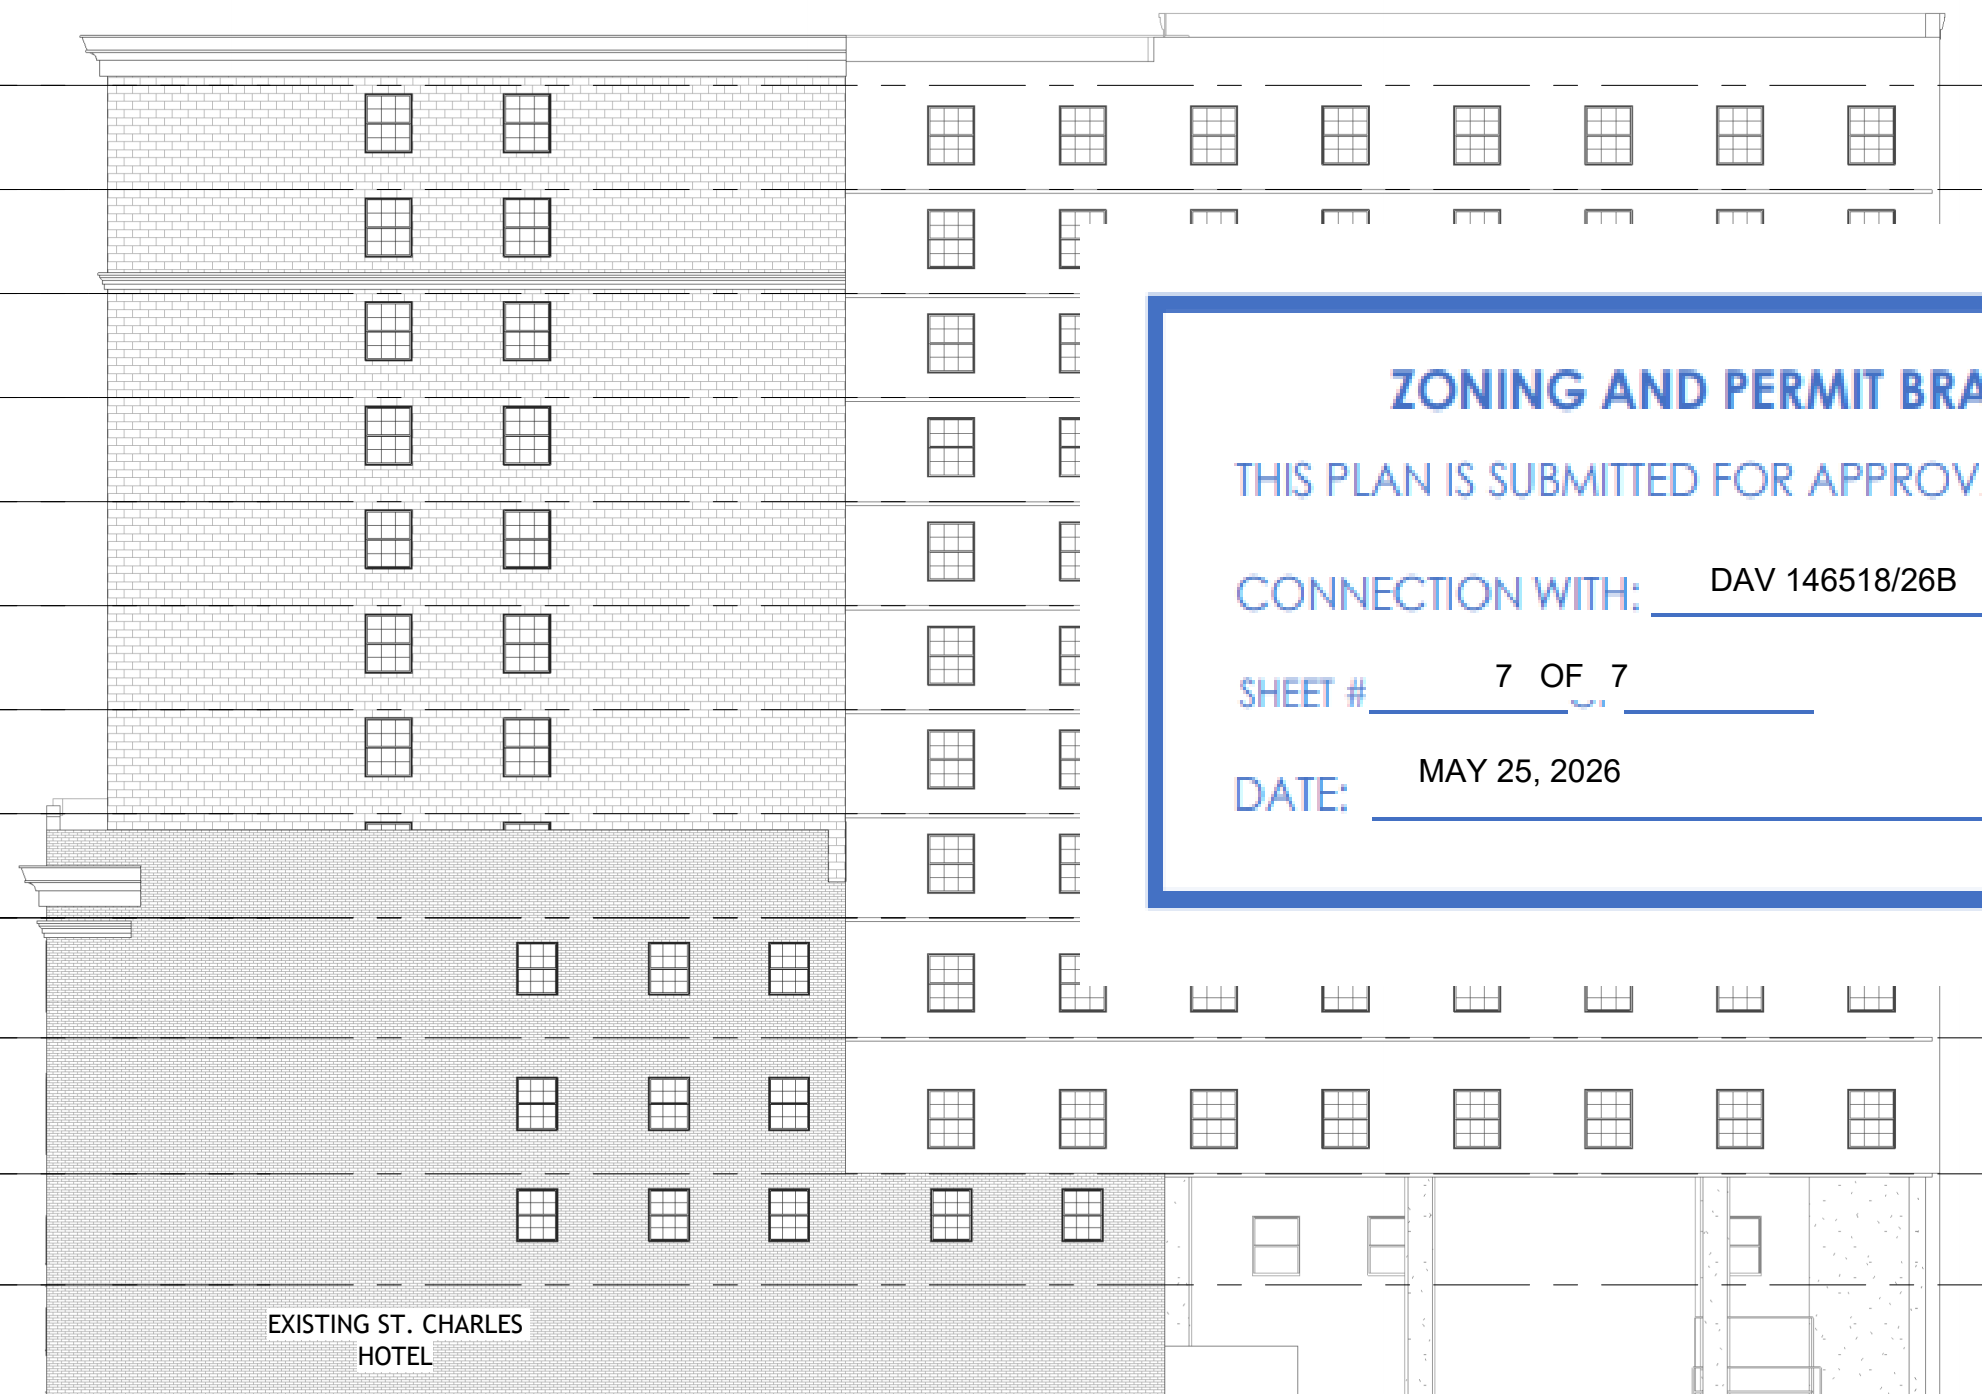 ZONING AND PERMIT BRA
THIS PLAN IS SUBMITTED FOR APPROV
CONNECTION WITH: DAV 146518/26B
SHEET # 7 OF 7
DATE: MAY 25, 2026
EXISTING ST. CHARLES
HOTEL